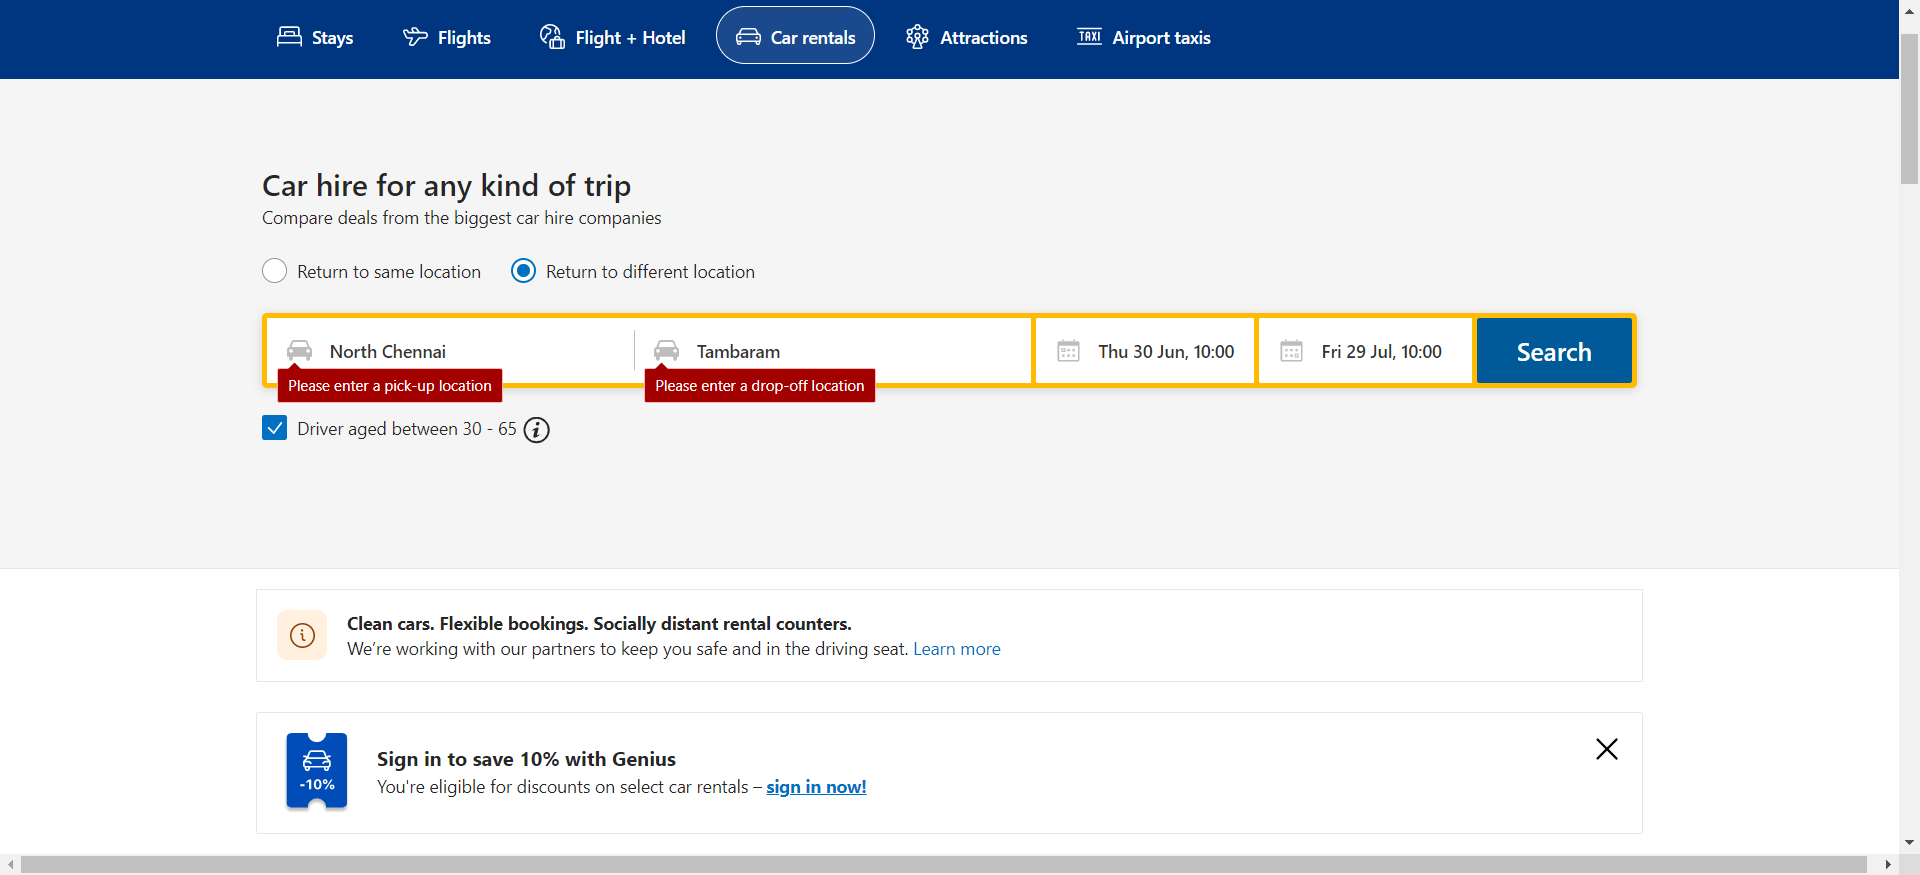 Stays
Flights
Flight + Hotel
Car rentals
Attractions
TAXI Airport taxis
Car hire for any kind of trip
Compare deals from the biggest car hire companies
Return to same location
Return to different location
North Chennai
Tambaram
Thu 30 Jun, 10:00
Fri 29 Jul, 10:00
Search
Please enter a pick-up location
Please enter a drop-off location
Driver aged between 30 - 65
Clean cars. Flexible bookings. Socially distant rental counters.
We’re working with our partners to keep you safe and in the driving seat. Learn more
-10%
Sign in to save 10% with Genius
You're eligible for discounts on select car rentals – sign in now!